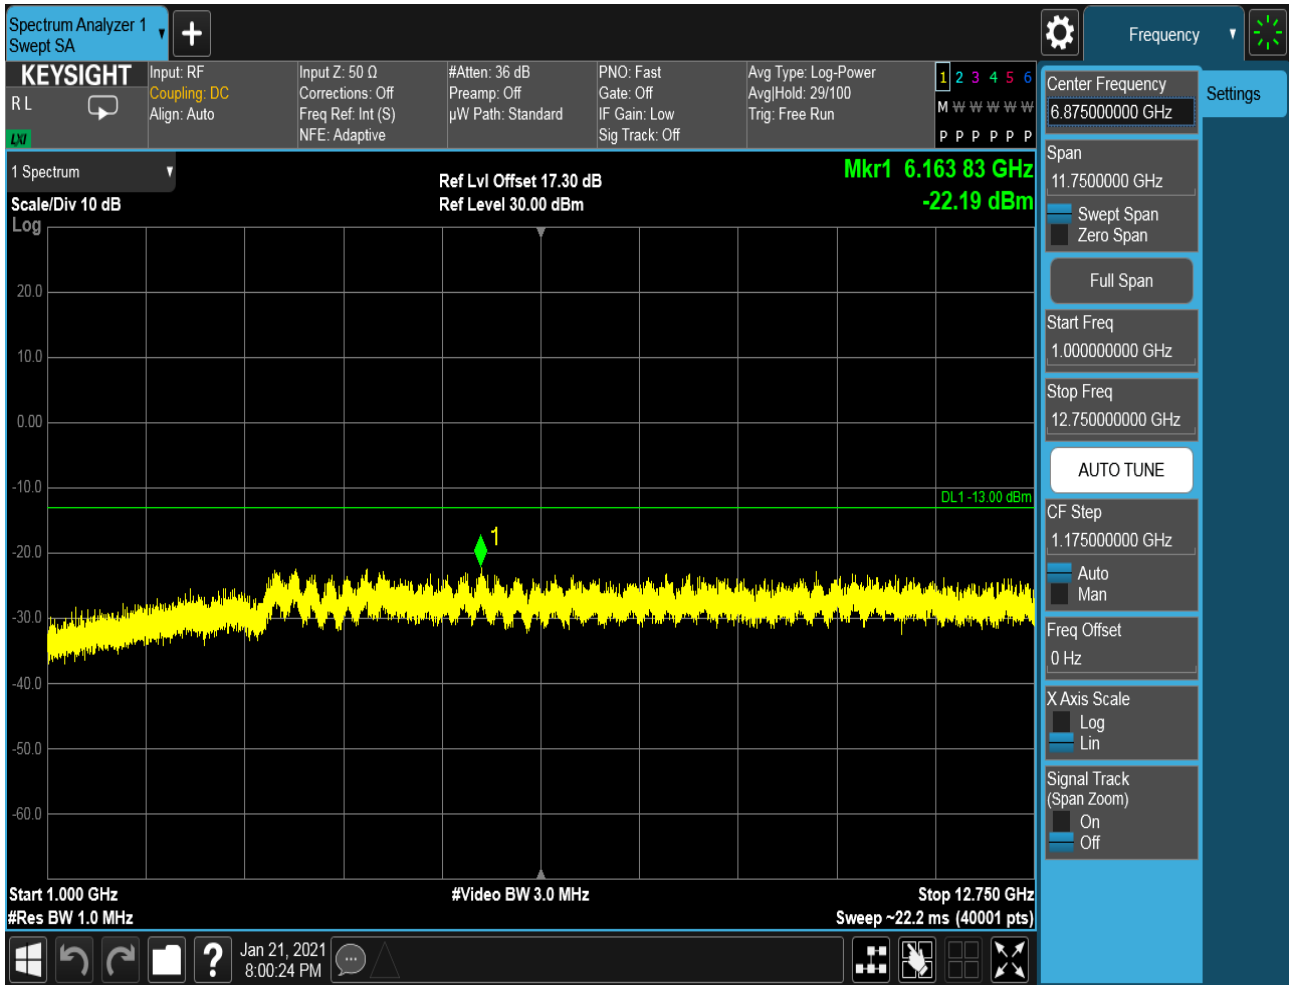 Spectrum Analyzer 1
Swept SA
Frequency
KEYSIGHT
R L
LXI
Input: RF
Coupling: DC
Align: Auto
Input Z: 50 Ω
Corrections: Off
Freq Ref: Int (S)
NFE: Adaptive
#Atten: 36 dB
Preamp: Off
µW Path: Standard
PNO: Fast
Gate: Off
IF Gain: Low
Sig Track: Off
Avg Type: Log-Power
Avg|Hold: 29/100
Trig: Free Run
1 2 3 4 5 6
M W W W W W
P P P P P P
1 Spectrum
Scale/Div 10 dB
Log
Ref Lvl Offset 17.30 dB
Ref Level 30.00 dBm
Mkr1 6.163 83 GHz
-22.19 dBm
20.0
10.0
0.00
-10.0
DL1 -13.00 dBm
1
-20.0
-30.0
-40.0
-50.0
-60.0
Start 1.000 GHz
#Res BW 1.0 MHz
#Video BW 3.0 MHz
Stop 12.750 GHz
Sweep ~22.2 ms (40001 pts)
Jan 21, 2021
8:00:24 PM
Center Frequency
6.875000000 GHz
Settings
Span
11.7500000 GHz
Swept Span
Zero Span
Full Span
Start Freq
1.000000000 GHz
Stop Freq
12.750000000 GHz
AUTO TUNE
CF Step
1.175000000 GHz
Auto
Man
Freq Offset
0 Hz
X Axis Scale
Log
Lin
Signal Track
(Span Zoom)
On
Off